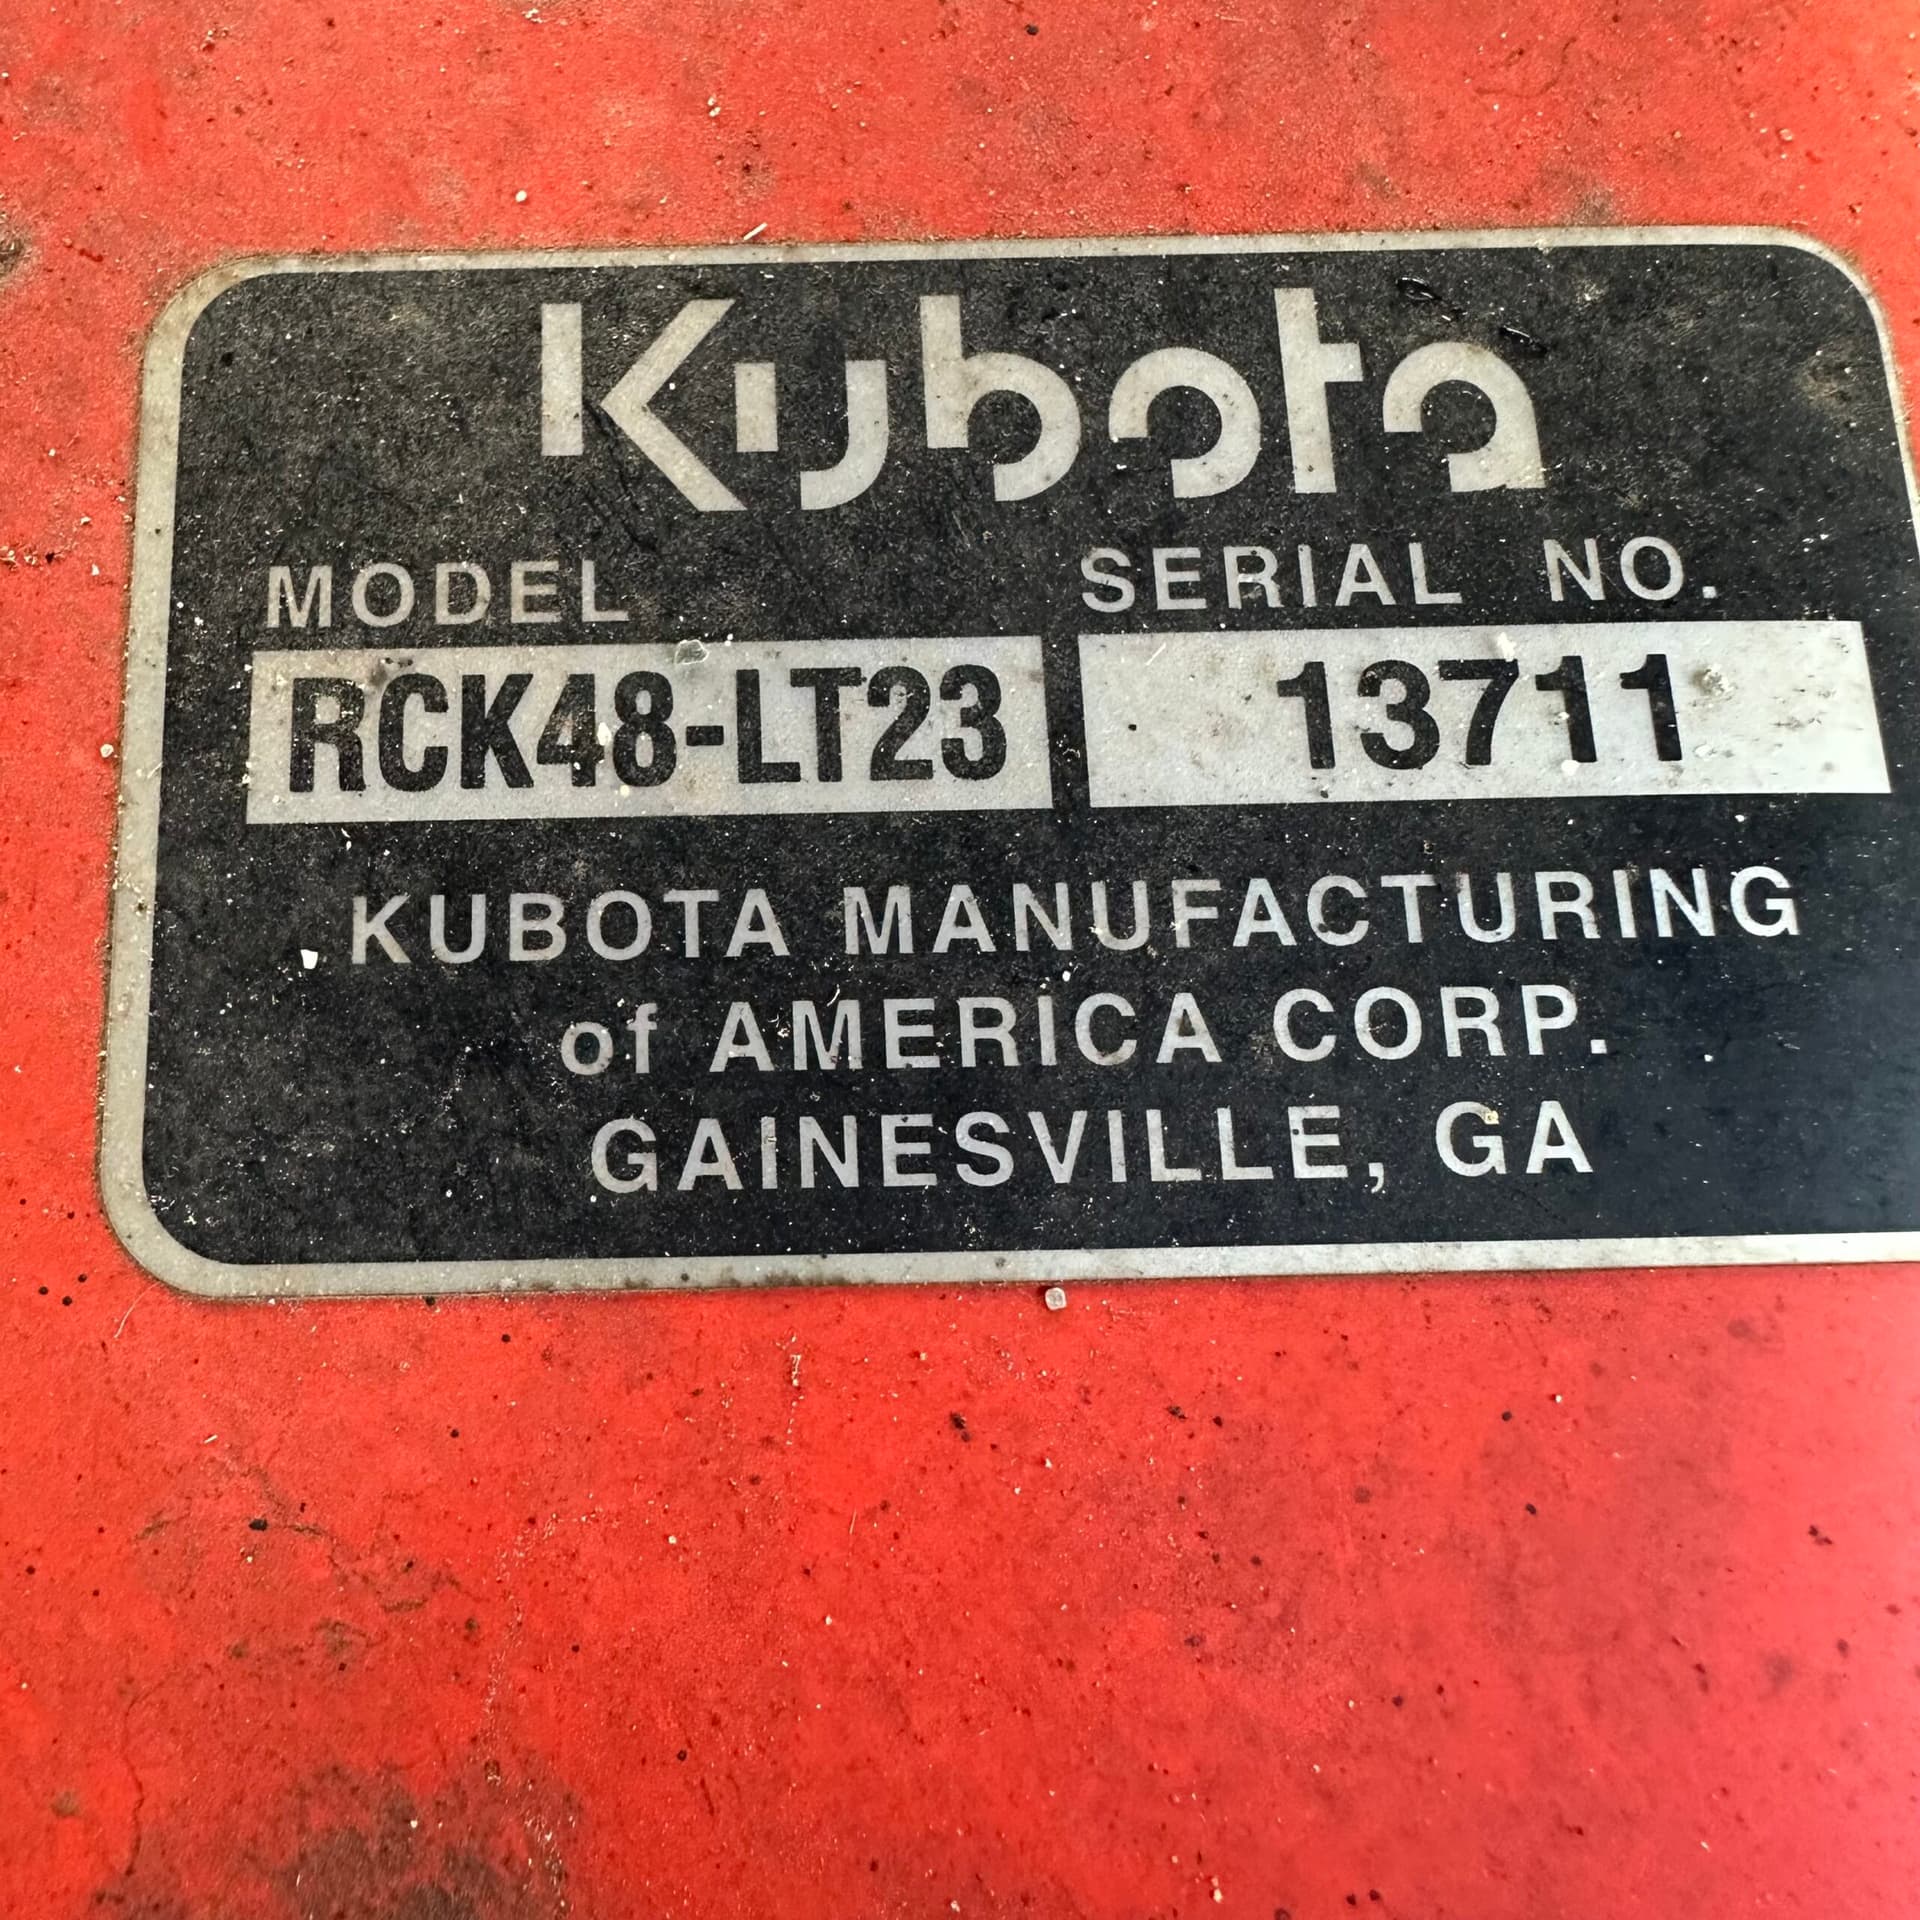 Kubota
MODEL SERIAL NO.
RCK48-LT23 13711
KUBOTA MANUFACTURING
of AMERICA CORP.
GAINESVILLE, GA